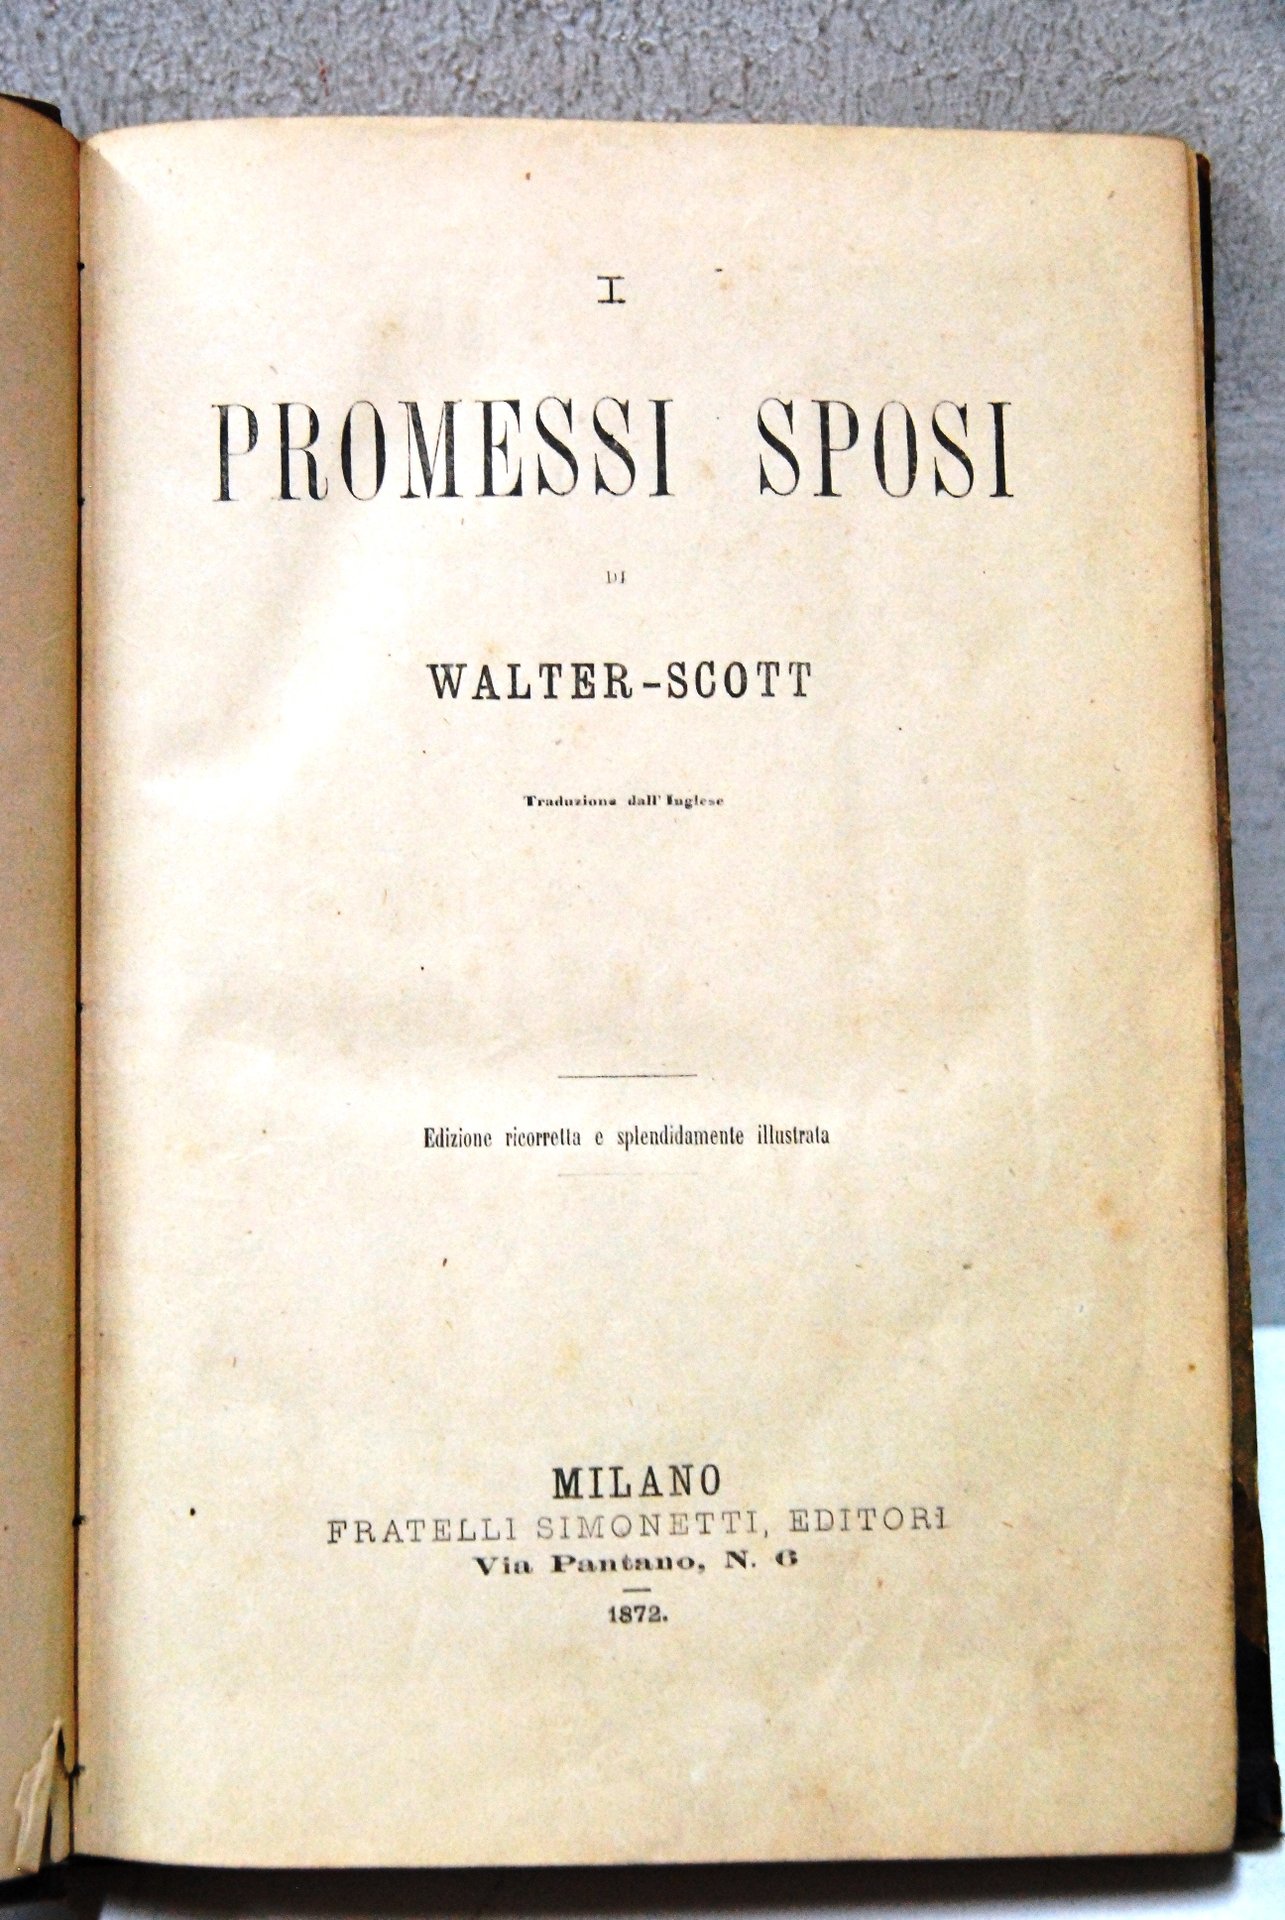 I
PROMESSI SPOSI
DI
WALTER-SCOTT
Traduzione dall' Inglese
Edizione ricorretta e splendidamente illustrata
MILANO
FRATELLI SIMONETTI, EDITORI
Via Pantano, N. 6
1872.